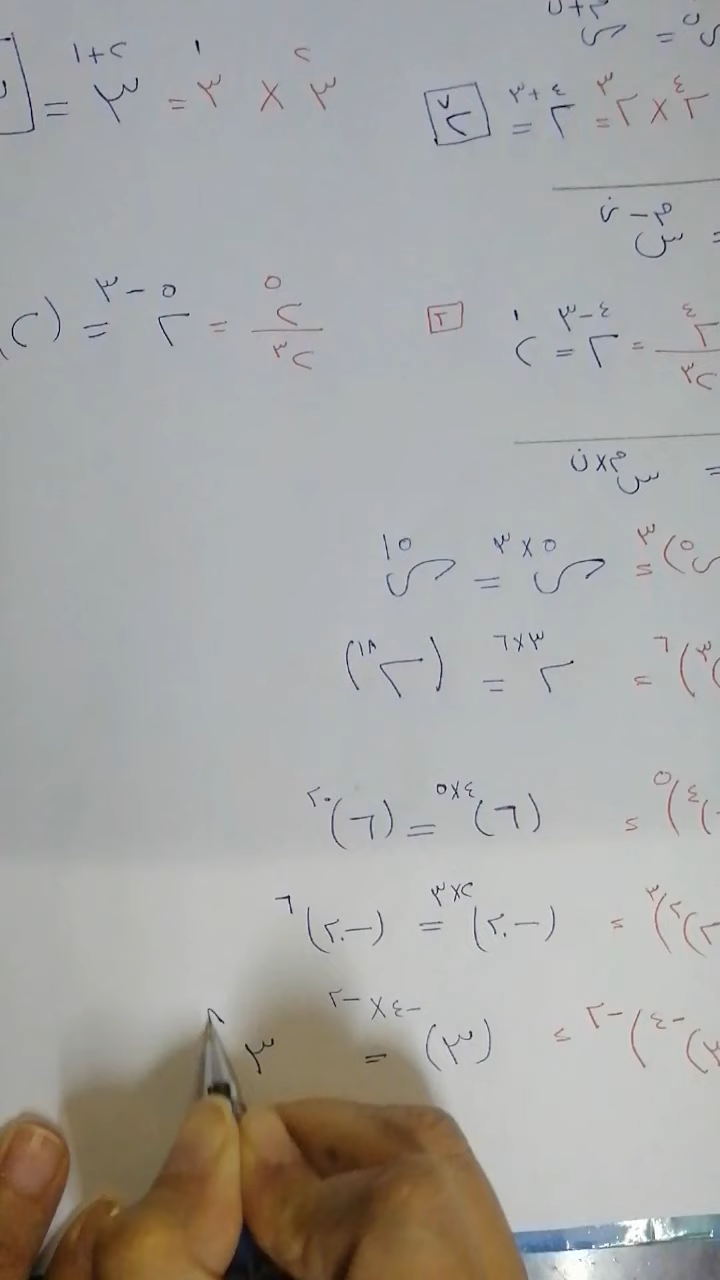 س⁵ = س م+ن
٢^٤ × ٢^٣ = ٢^٤+٣ = ٢^٧
٣^٢ × ٣^١ = ٣^٢+١ =
= س^م-ن
٢^٤ / ٢^٣ = ٢^٤-٣ = ٢^١
٢^٥ / ٢^٣ = ٢^٥-٣ = (٢
= س^م×ن
س^٥)^٣ = س^٥×٣ = س^١٥
^٣)^٦ = ٢^٣×٦ = (٢^١٨)
^٤)^٥ = (٦)^٤×٥ = (٦)^٢٠
٢)^٢)^٣ = (-٢٠)^٢×٣ = (-٢٠)^٦
٣)^-٤)^-٢ = (٣)^-٤×-٢ = ٣